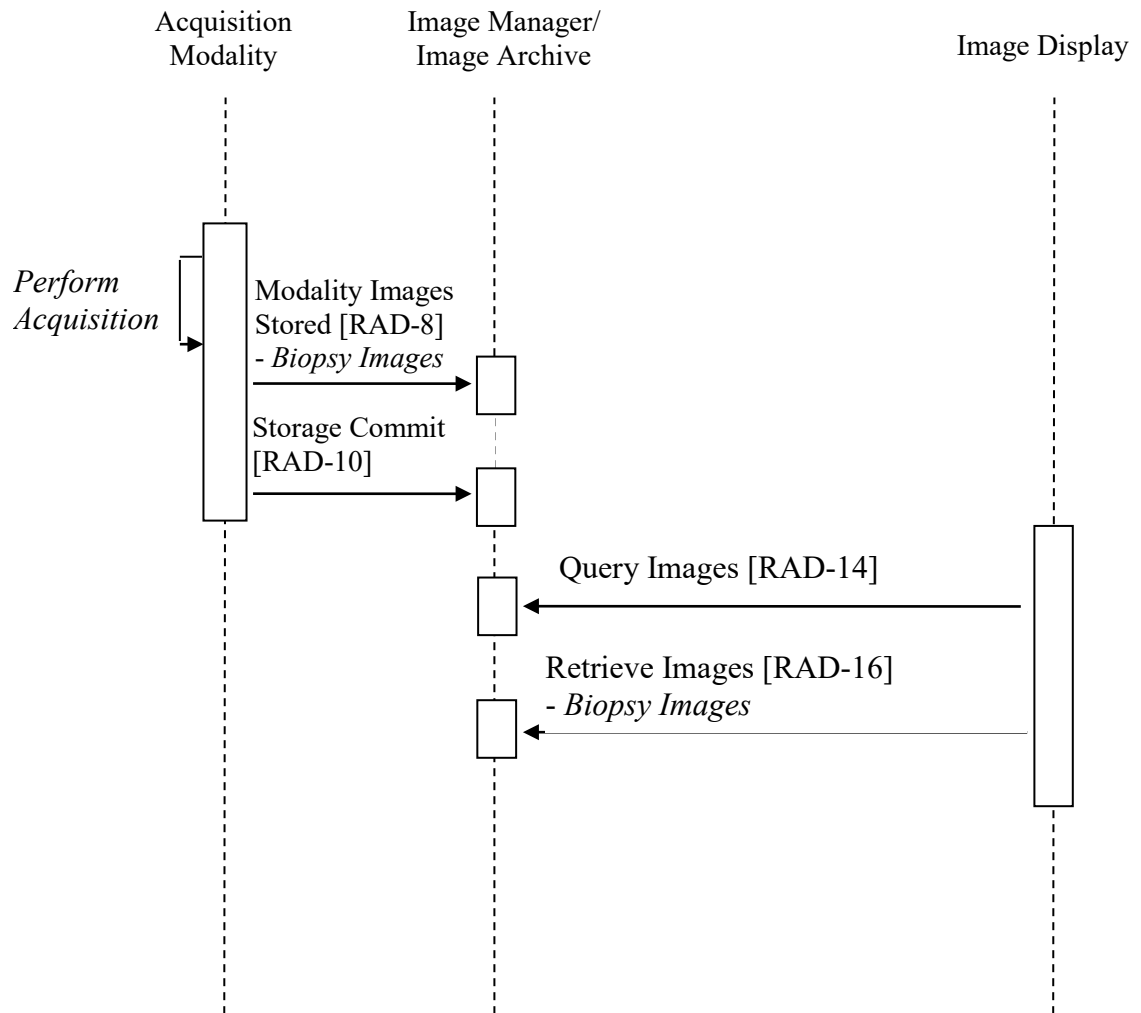 Acquisition
Modality
Image Manager/
Image Archive
Image Display
Perform
Acquisition
Modality Images
Stored [RAD-8]
- Biopsy Images
Storage Commit
[RAD-10]
Query Images [RAD-14]
Retrieve Images [RAD-16]
- Biopsy Images